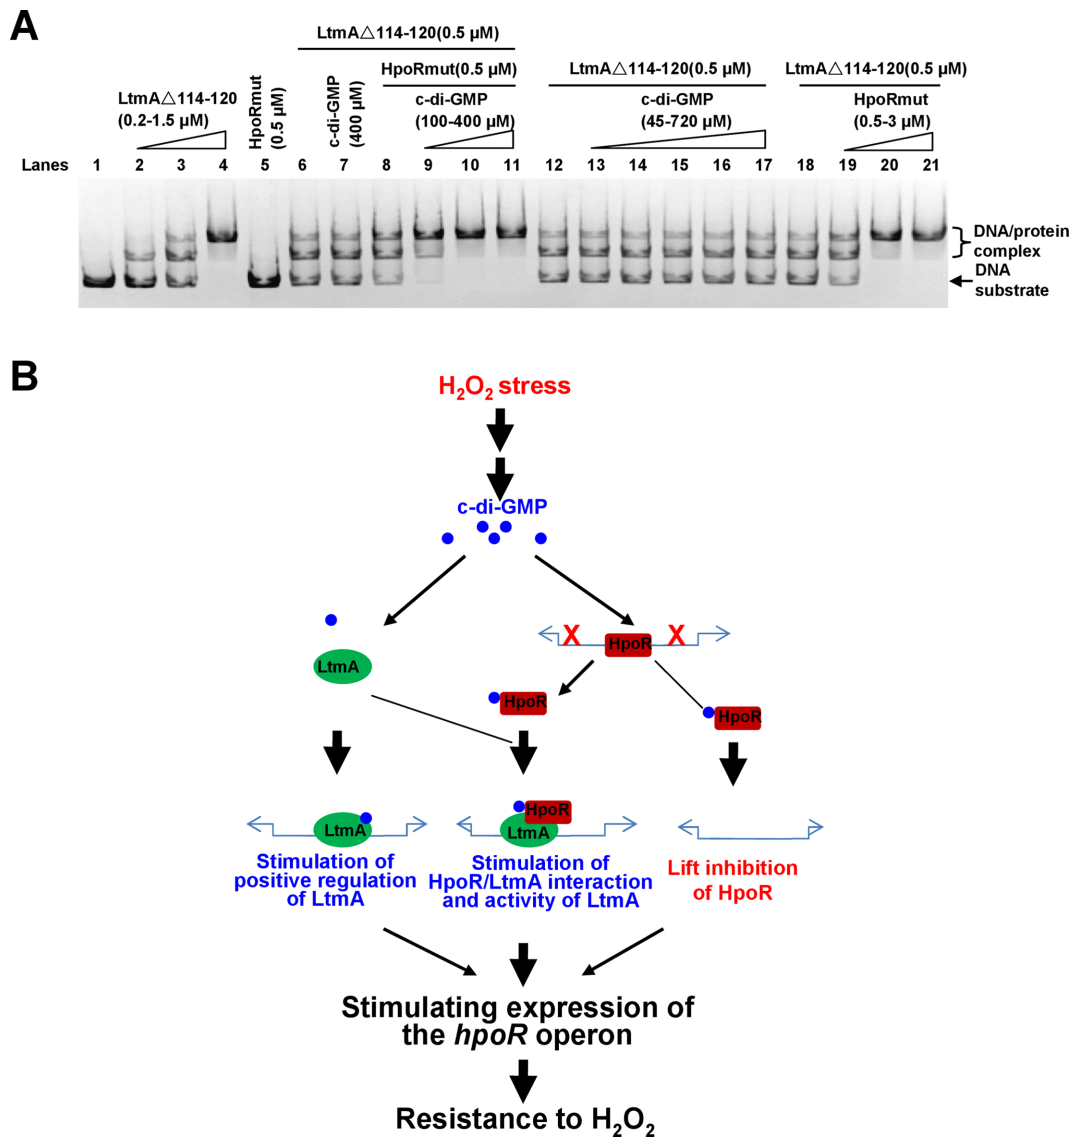 A
LtmA△114-120(0.5 µM)
HpoRmut(0.5 µM)
LtmA△114-120(0.5 µM)
LtmA△114-120(0.5 µM)
LtmA△114-120
(0.2-1.5 µM)
HpoRmut
(0.5 µM)
c-di-GMP
(400 µM)
c-di-GMP
(100-400 µM)
c-di-GMP
(45-720 µM)
HpoRmut
(0.5-3 µM)
Lanes 1 2 3 4 5 6 7 8 9 10 11 12 13 14 15 16 17 18 19 20 21
DNA/protein
complex
DNA
substrate
B
H₂O₂ stress
c-di-GMP
X HpoR X
LtmA
HpoR
HpoR
LtmA
HpoR
LtmA
Stimulation of
positive regulation
of LtmA
Stimulation of
HpoR/LtmA interaction
and activity of LtmA
Lift inhibition
of HpoR
Stimulating expression of
the hpoR operon
Resistance to H₂O₂